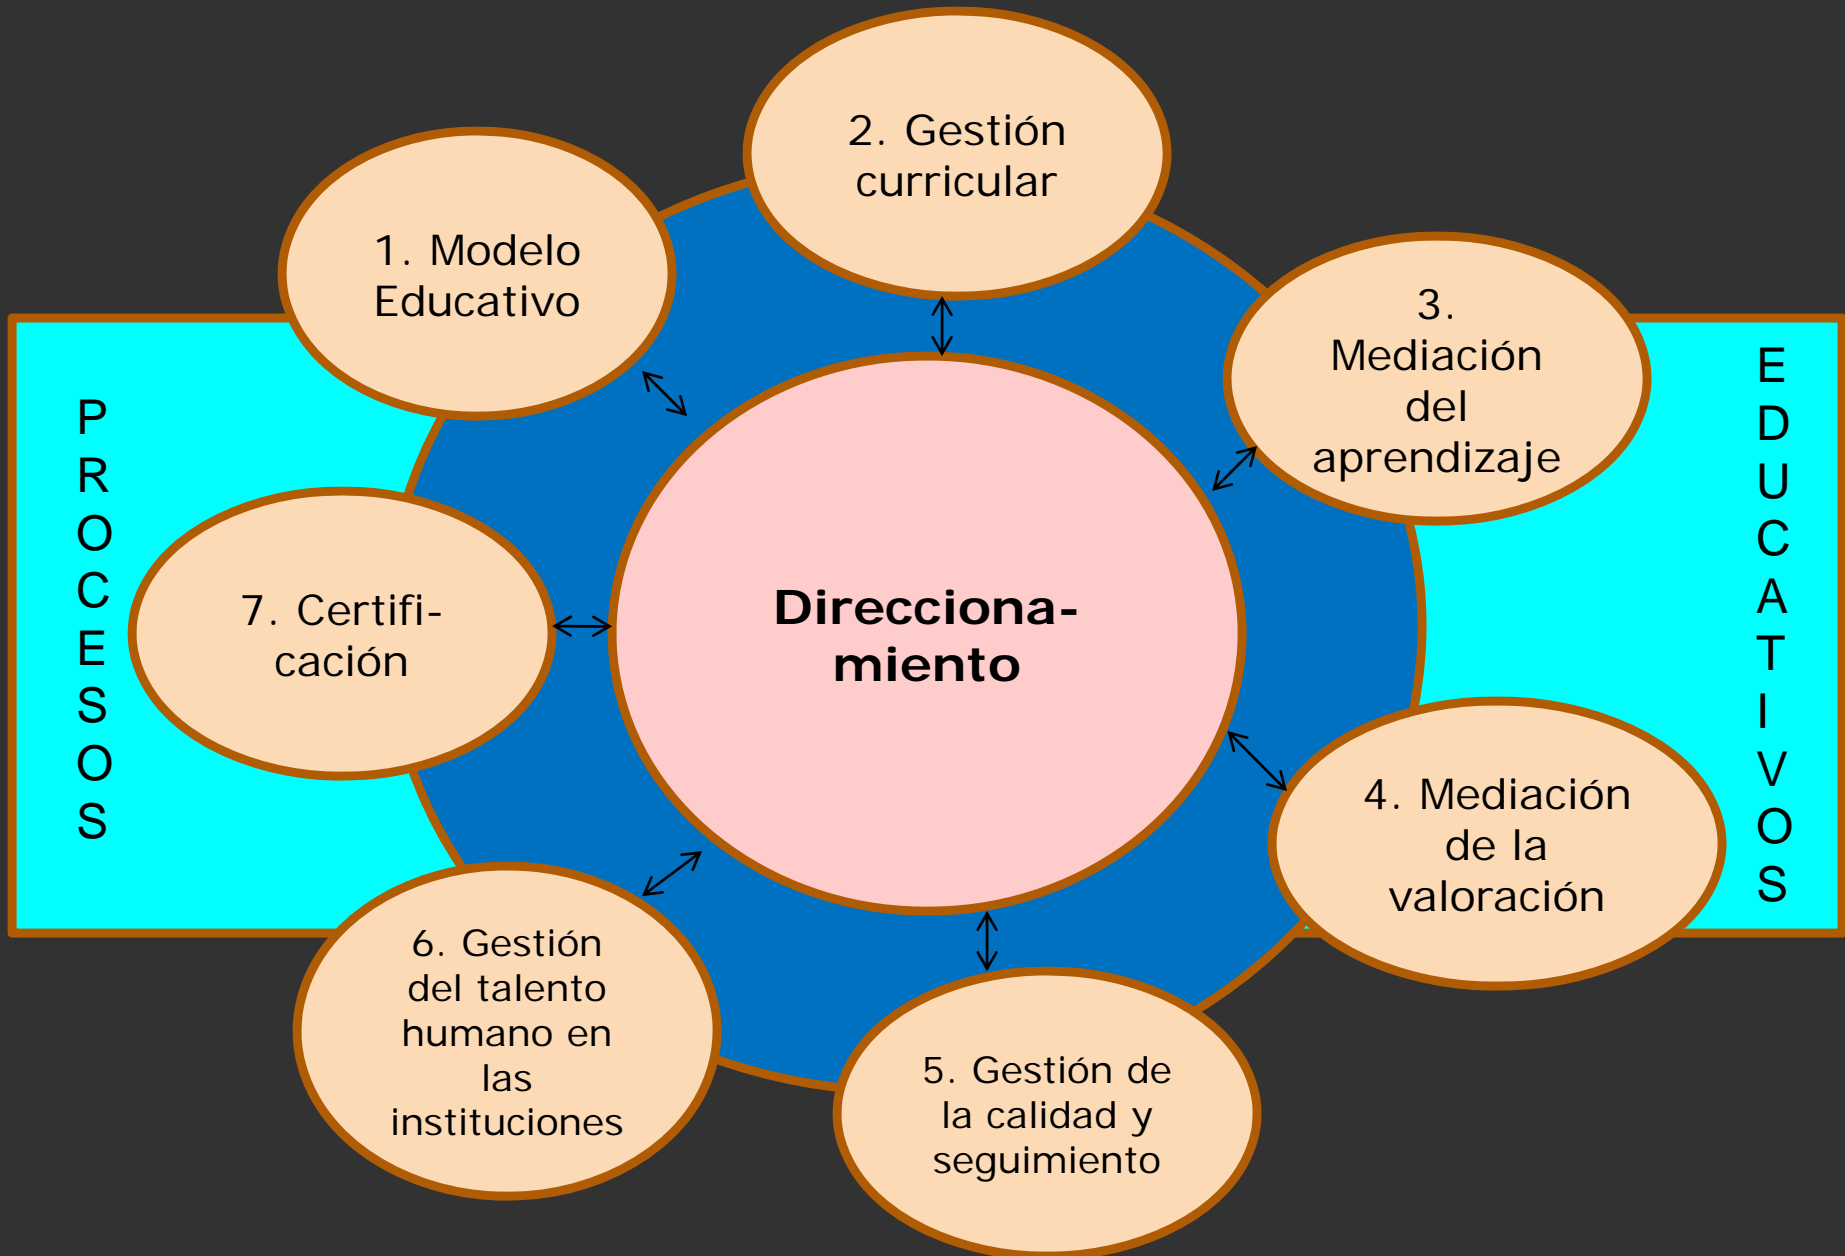 1. Modelo
Educativo
2. Gestión
curricular
3.
Mediación
del
aprendizaje
4. Mediación
de la
valoración
5. Gestión de
la calidad y
seguimiento
6. Gestión
del talento
humano en
las
instituciones
7. Certifi-
cación
Direcciona-
miento
P
R
O
C
E
S
O
S
E
D
U
C
A
T
I
V
O
S